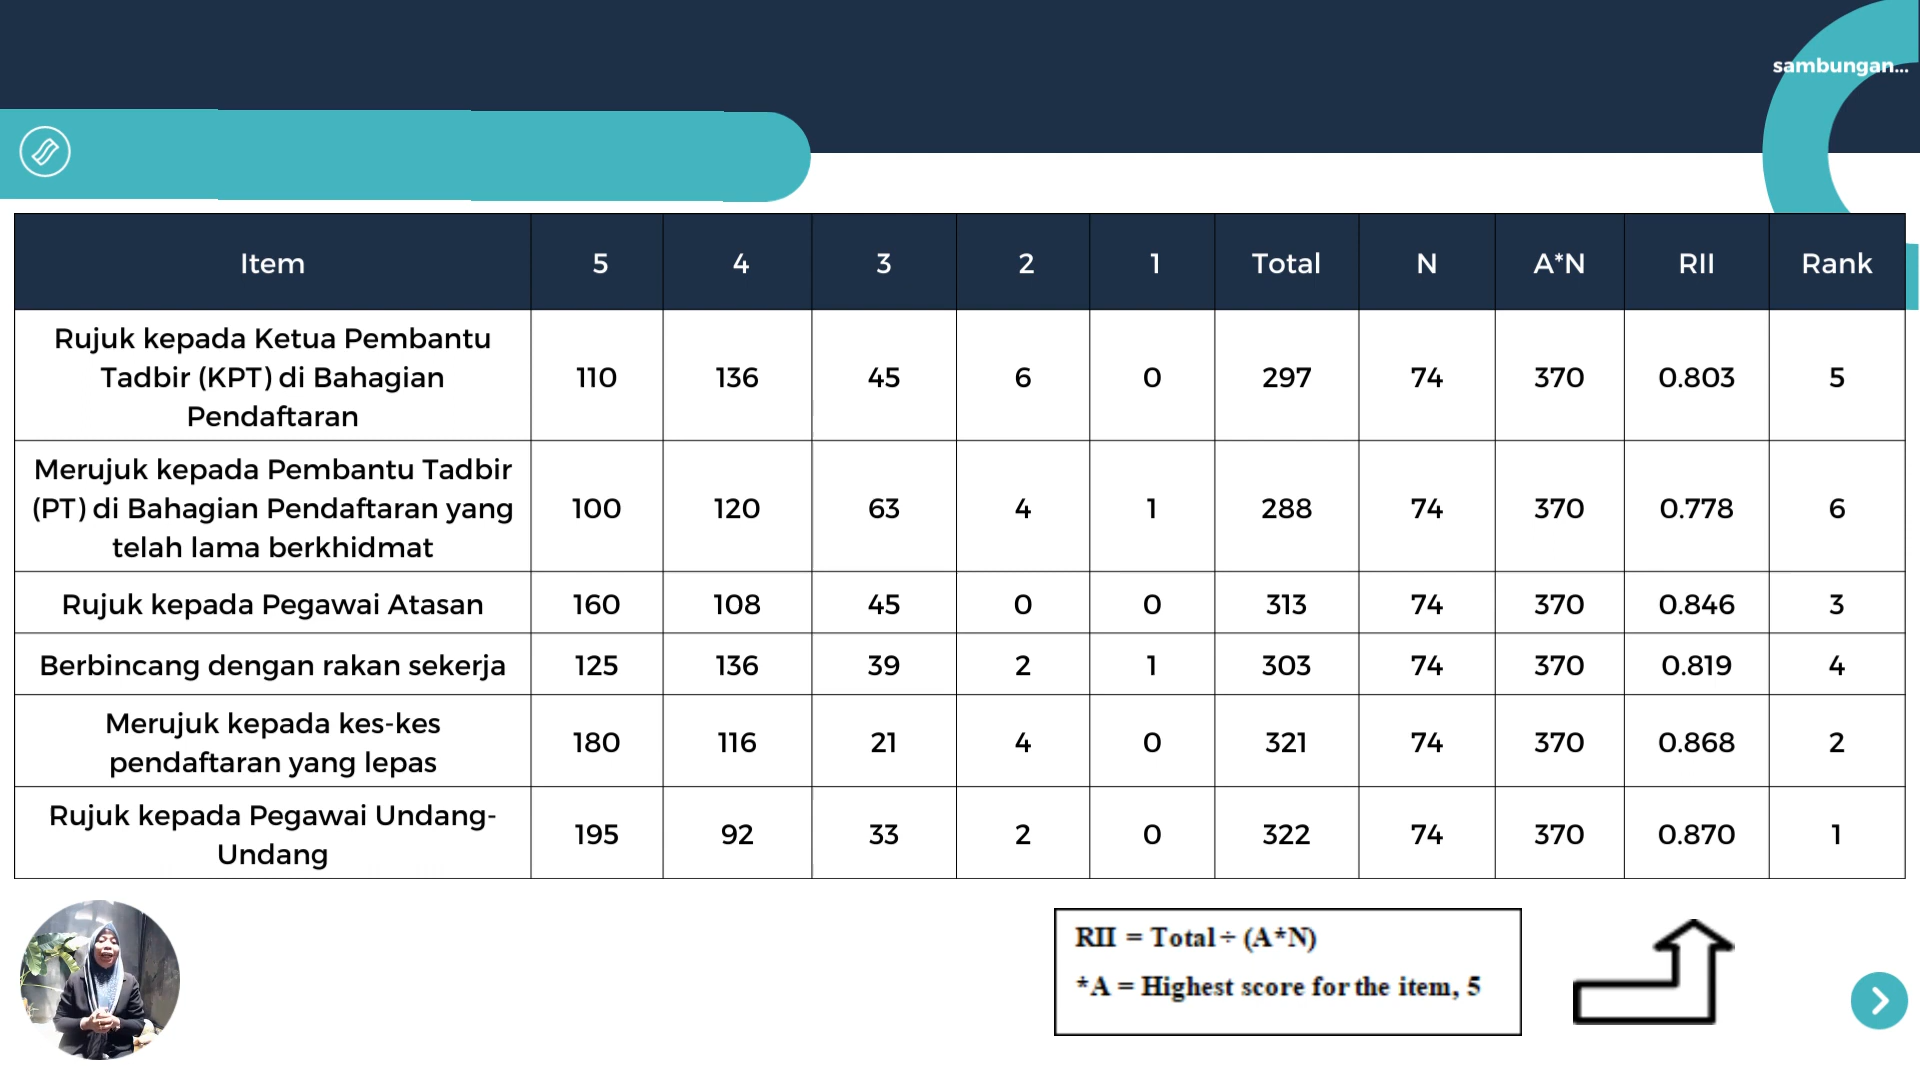 sambungan...
Item 5 4 3 2 1 Total N A*N RII Rank
Rujuk kepada Ketua Pembantu
Tadbir (KPT) di Bahagian
Pendaftaran
110 136 45 6 0 297 74 370 0.803 5
Merujuk kepada Pembantu Tadbir
(PT) di Bahagian Pendaftaran yang
telah lama berkhidmat
100 120 63 4 1 288 74 370 0.778 6
Rujuk kepada Pegawai Atasan 160 108 45 0 0 313 74 370 0.846 3
Berbincang dengan rakan sekerja 125 136 39 2 1 303 74 370 0.819 4
Merujuk kepada kes-kes
pendaftaran yang lepas
180 116 21 4 0 321 74 370 0.868 2
Rujuk kepada Pegawai Undang-
Undang
195 92 33 2 0 322 74 370 0.870 1
RII = Total ÷ (A*N)
*A = Highest score for the item, 5